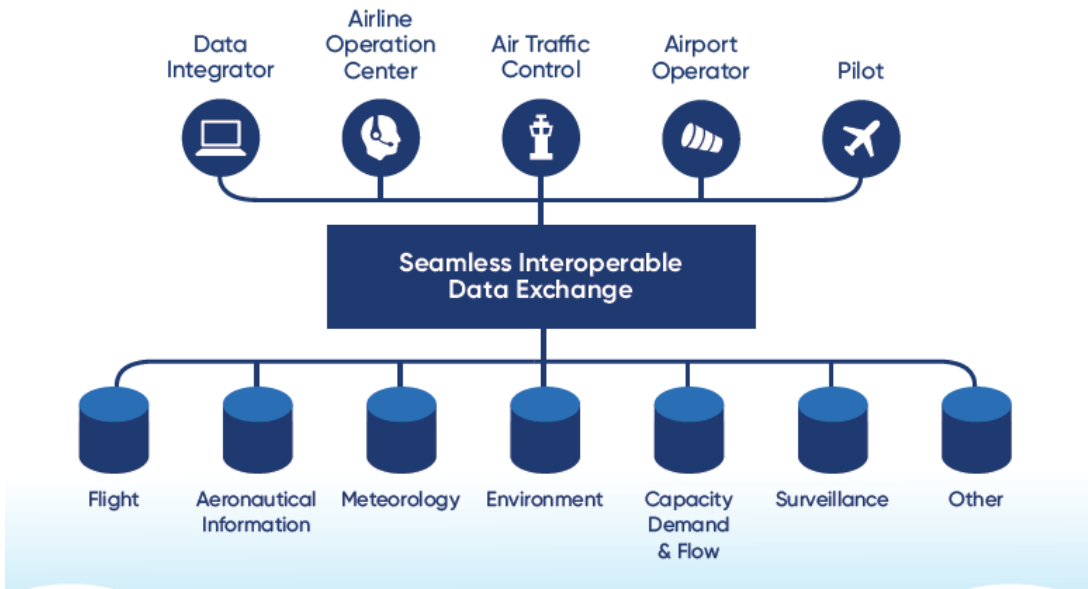 Data
Integrator
Airline
Operation
Center
Air Traffic
Control
Airport
Operator
Pilot
Seamless Interoperable
Data Exchange
Flight
Aeronautical
Information
Meteorology
Environment
Capacity
Demand
& Flow
Surveillance
Other